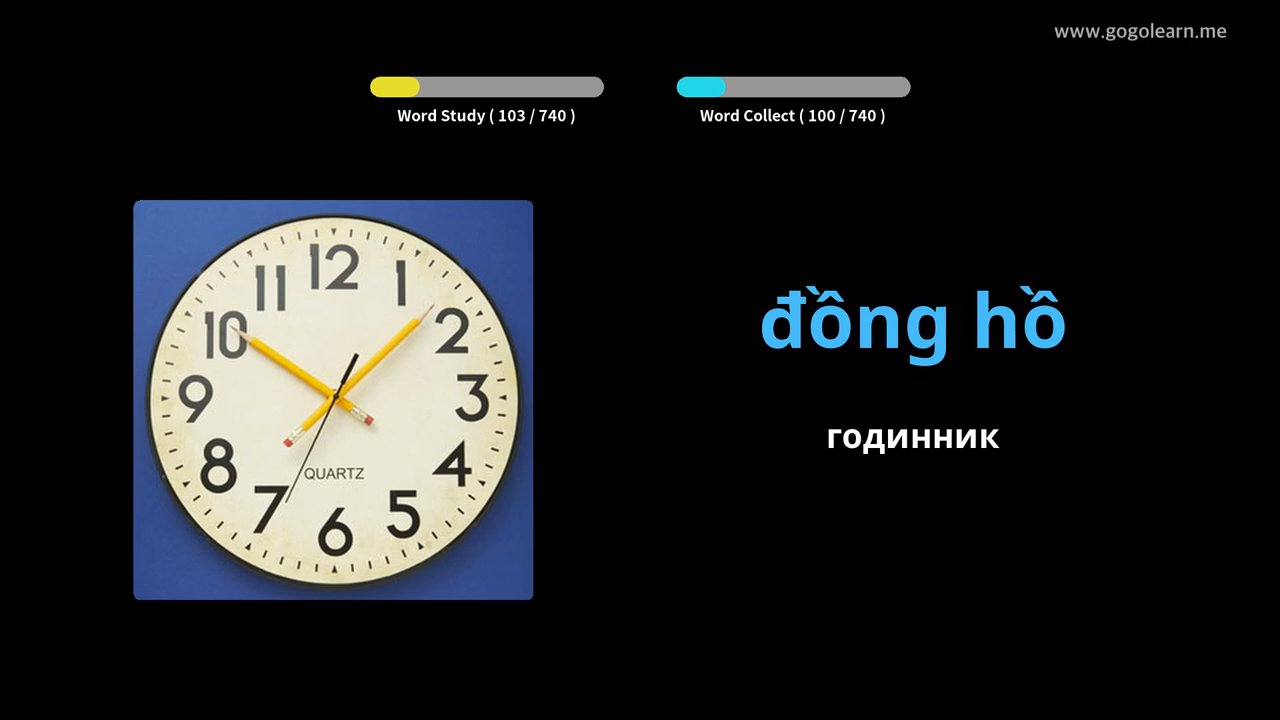 www.gogolearn.me
Word Study ( 103 / 740 )
Word Collect ( 100 / 740 )
12
11
1
10
2
9
3
8
4
QUARTZ
7
5
6
đồng hồ
годинник